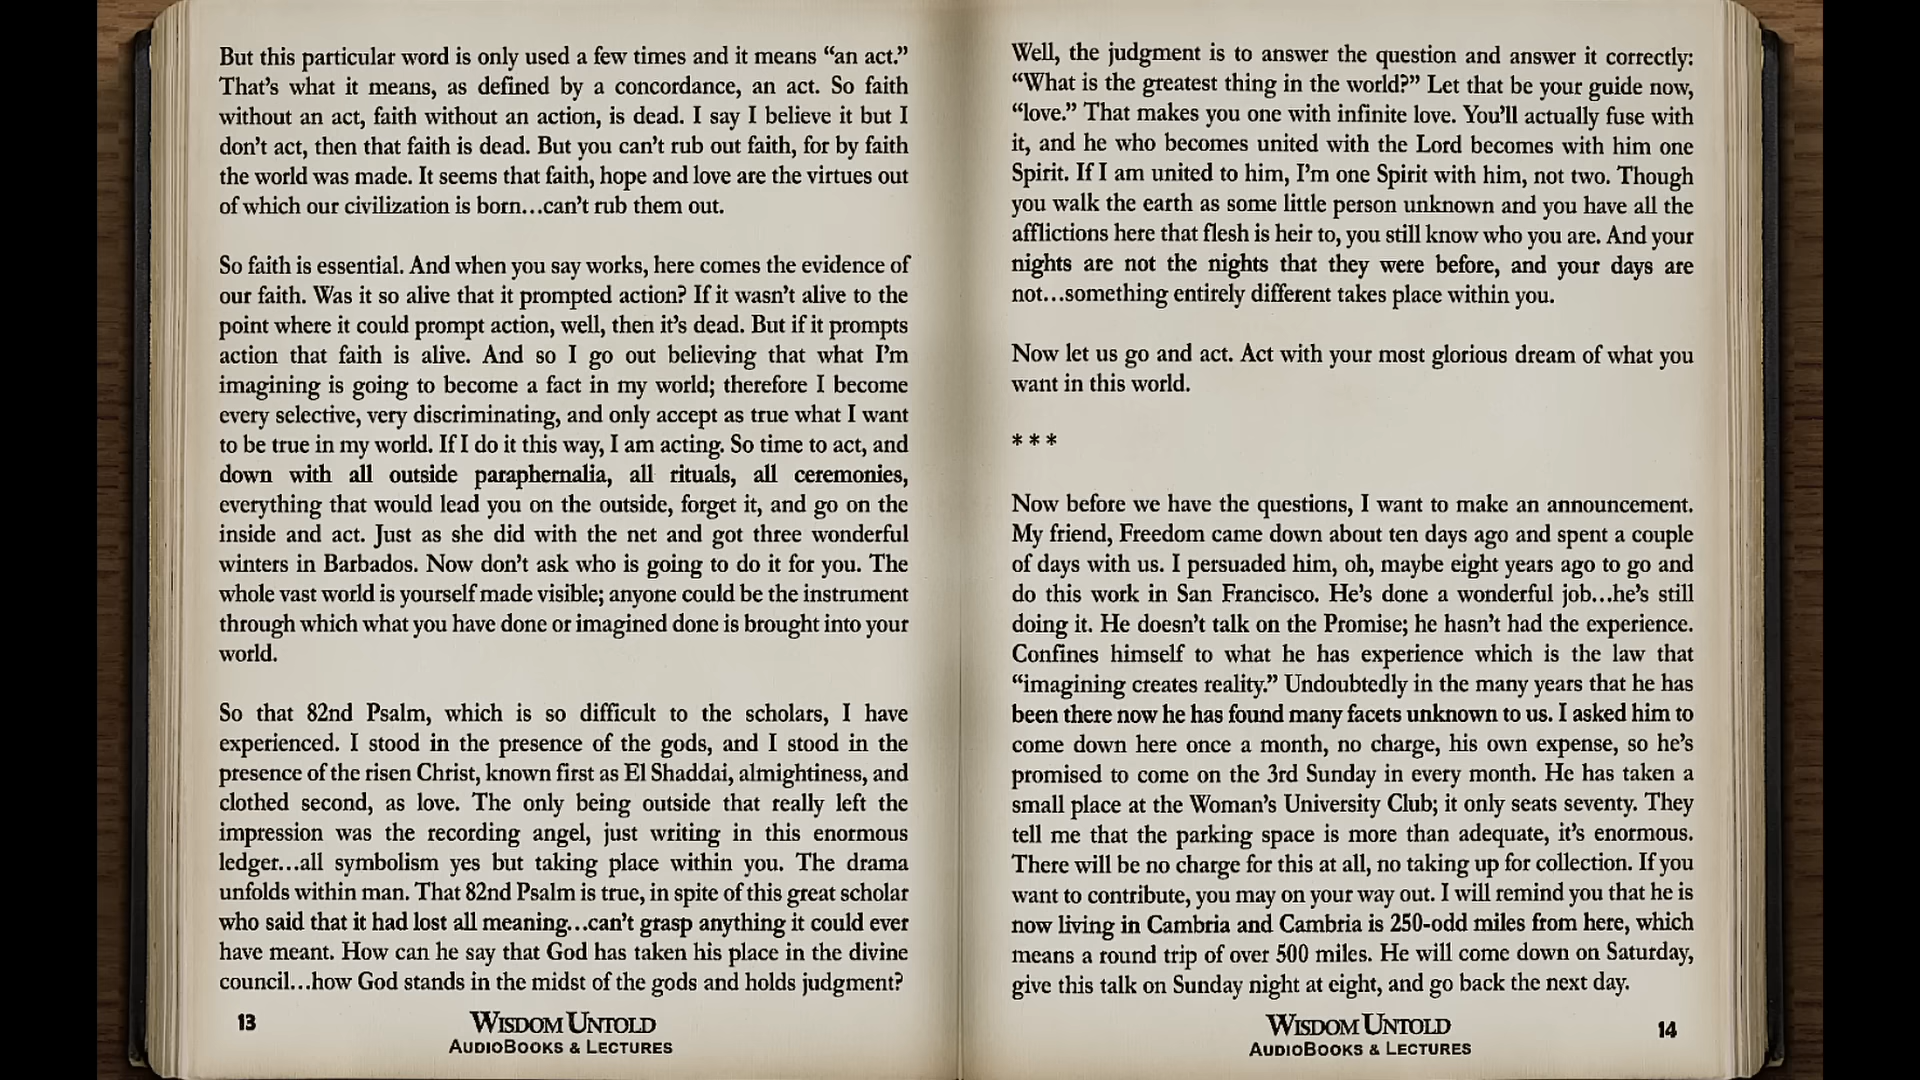 But this particular word is only used a few times and it means “an act.”
That’s what it means, as defined by a concordance, an act. So faith
without an act, faith without an action, is dead. I say I believe it but I
don’t act, then that faith is dead. But you can’t rub out faith, for by faith
the world was made. It seems that faith, hope and love are the virtues out
of which our civilization is born…can’t rub them out.
So faith is essential. And when you say works, here comes the evidence of
our faith. Was it so alive that it prompted action? If it wasn’t alive to the
point where it could prompt action, well, then it’s dead. But if it prompts
action that faith is alive. And so I go out believing that what I’m
imagining is going to become a fact in my world; therefore I become
every selective, very discriminating, and only accept as true what I want
to be true in my world. If I do it this way, I am acting. So time to act, and
down with all outside paraphernalia, all rituals, all ceremonies,
everything that would lead you on the outside, forget it, and go on the
inside and act. Just as she did with the net and got three wonderful
winters in Barbados. Now don’t ask who is going to do it for you. The
whole vast world is yourself made visible; anyone could be the instrument
through which what you have done or imagined done is brought into your
world.
So that 82nd Psalm, which is so difficult to the scholars, I have
experienced. I stood in the presence of the gods, and I stood in the
presence of the risen Christ, known first as El Shaddai, almightiness, and
clothed second, as love. The only being outside that really left the
impression was the recording angel, just writing in this enormous
ledger…all symbolism yes but taking place within you. The drama
unfolds within man. That 82nd Psalm is true, in spite of this great scholar
who said that it had lost all meaning…can’t grasp anything it could ever
have meant. How can he say that God has taken his place in the divine
council…how God stands in the midst of the gods and holds judgment?
13
WISDOM UNTOLD
AUDIOBOOKS & LECTURES
Well, the judgment is to answer the question and answer it correctly:
“What is the greatest thing in the world?” Let that be your guide now,
“love.” That makes you one with infinite love. You’ll actually fuse with
it, and he who becomes united with the Lord becomes with him one
Spirit. If I am united to him, I’m one Spirit with him, not two. Though
you walk the earth as some little person unknown and you have all the
afflictions here that flesh is heir to, you still know who you are. And your
nights are not the nights that they were before, and your days are
not…something entirely different takes place within you.
Now let us go and act. Act with your most glorious dream of what you
want in this world.
* * *
Now before we have the questions, I want to make an announcement.
My friend, Freedom came down about ten days ago and spent a couple
of days with us. I persuaded him, oh, maybe eight years ago to go and
do this work in San Francisco. He’s done a wonderful job…he’s still
doing it. He doesn’t talk on the Promise; he hasn’t had the experience.
Confines himself to what he has experience which is the law that
“imagining creates reality.” Undoubtedly in the many years that he has
been there now he has found many facets unknown to us. I asked him to
come down here once a month, no charge, his own expense, so he’s
promised to come on the 3rd Sunday in every month. He has taken a
small place at the Woman’s University Club; it only seats seventy. They
tell me that the parking space is more than adequate, it’s enormous.
There will be no charge for this at all, no taking up for collection. If you
want to contribute, you may on your way out. I will remind you that he is
now living in Cambria and Cambria is 250-odd miles from here, which
means a round trip of over 500 miles. He will come down on Saturday,
give this talk on Sunday night at eight, and go back the next day.
WISDOM UNTOLD
AUDIOBOOKS & LECTURES
14